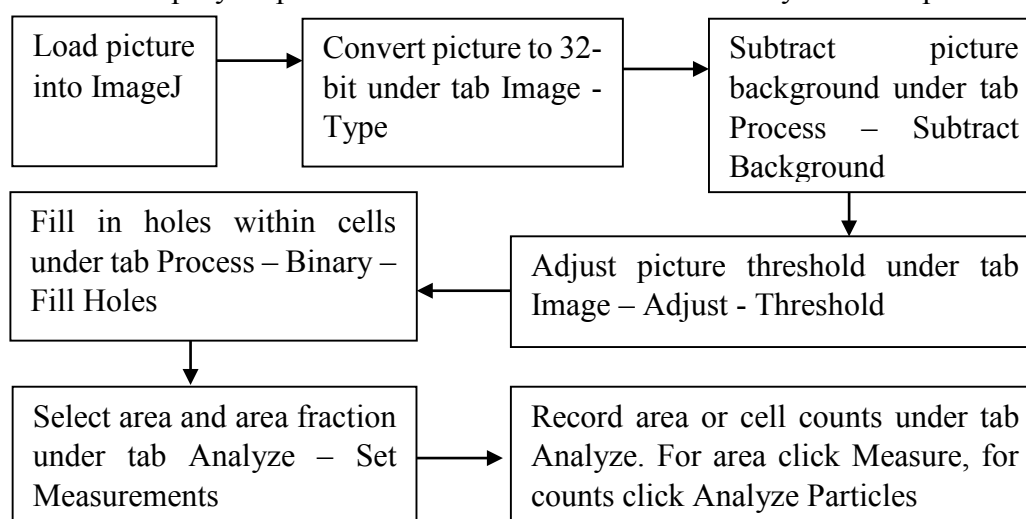 Load picture
into ImageJ
Convert picture to 32-
bit under tab Image -
Type
Subtract picture
background under tab
Process – Subtract
Background
Adjust picture threshold under tab
Image – Adjust - Threshold
Fill in holes within cells
under tab Process – Binary –
Fill Holes
Select area and area fraction
under tab Analyze – Set
Measurements
Record area or cell counts under tab
Analyze. For area click Measure, for
counts click Analyze Particles